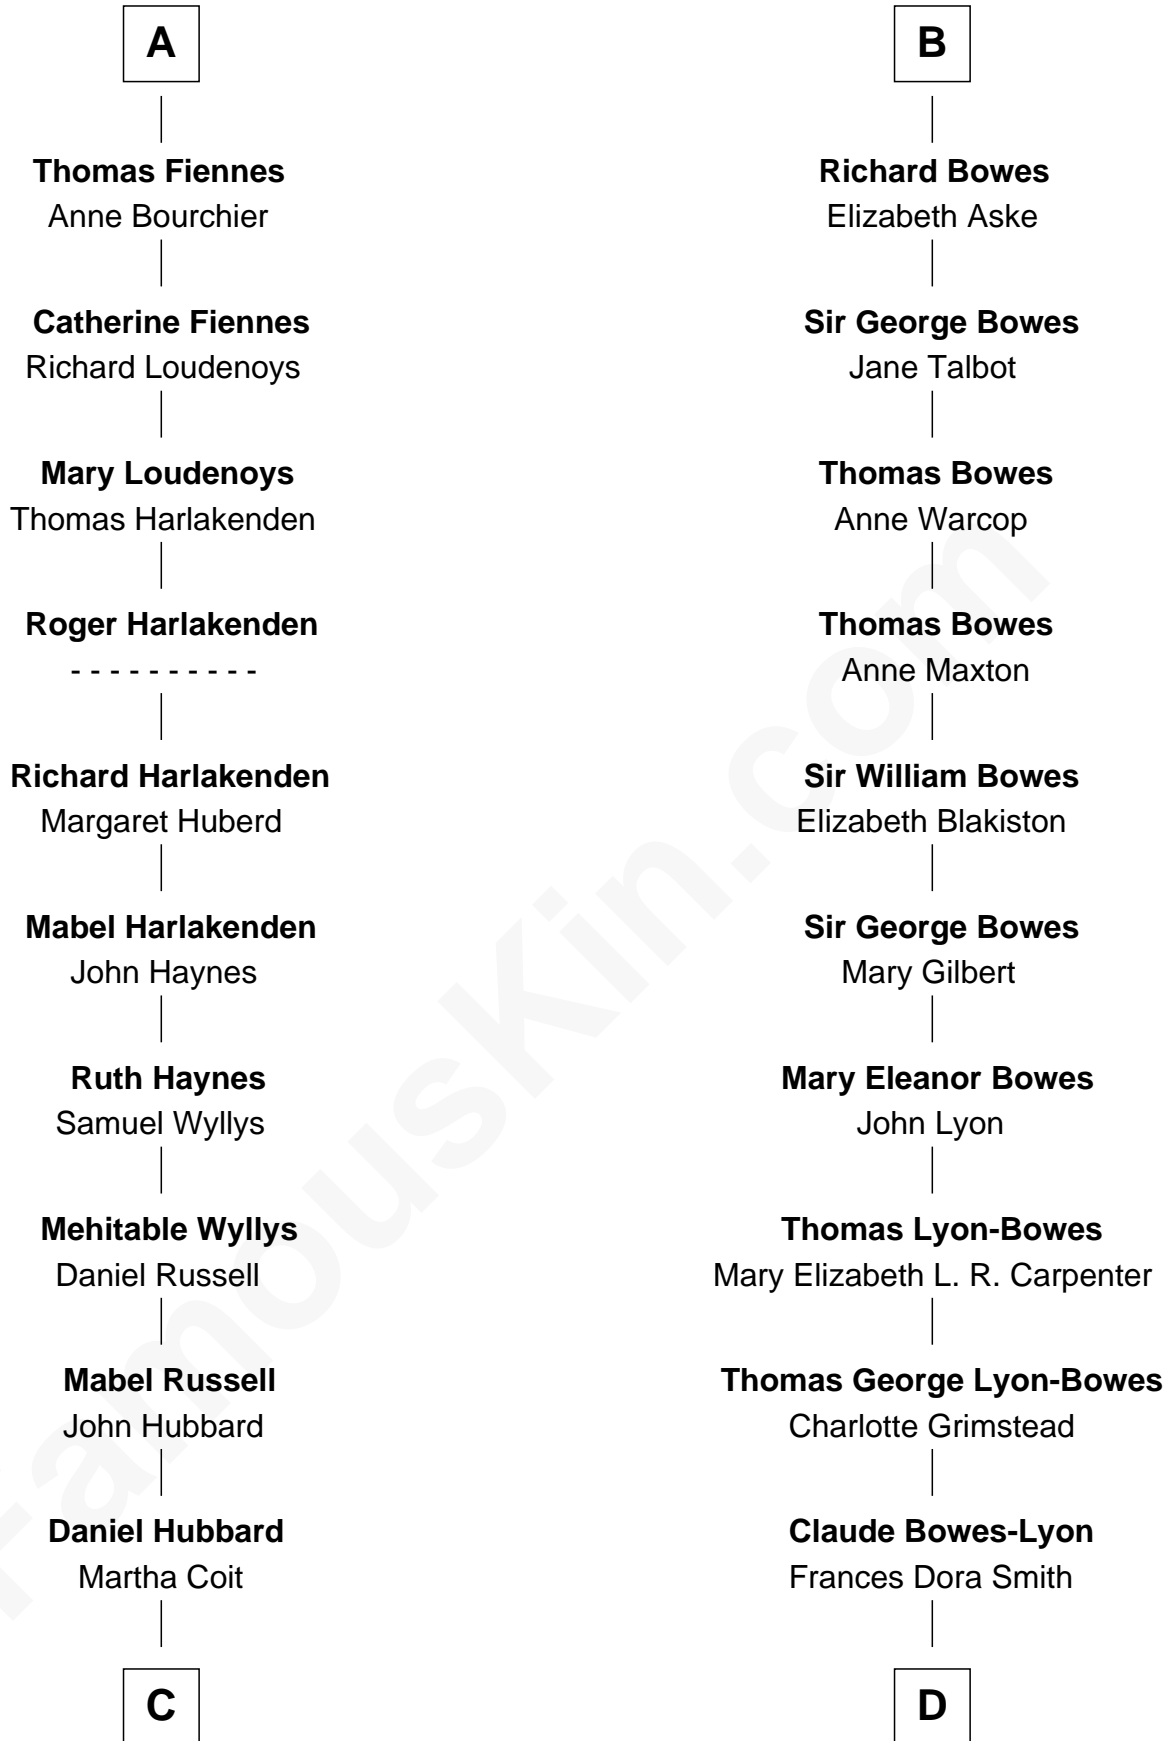 A
Thomas Fiennes
Anne Bourchier
Catherine Fiennes
Richard Loudenoys
Mary Loudenoys
Thomas Harlakenden
Roger Harlakenden
- - - - - - - - - -
Richard Harlakenden
Margaret Huberd
Mabel Harlakenden
John Haynes
Ruth Haynes
Samuel Wyllys
Mehitable Wyllys
Daniel Russell
Mabel Russell
John Hubbard
Daniel Hubbard
Martha Coit
C
B
Richard Bowes
Elizabeth Aske
Sir George Bowes
Jane Talbot
Thomas Bowes
Anne Warcop
Thomas Bowes
Anne Maxton
Sir William Bowes
Elizabeth Blakiston
Sir George Bowes
Mary Gilbert
Mary Eleanor Bowes
John Lyon
Thomas Lyon-Bowes
Mary Elizabeth L. R. Carpenter
Thomas George Lyon-Bowes
Charlotte Grimstead
Claude Bowes-Lyon
Frances Dora Smith
D
FamousKin.com